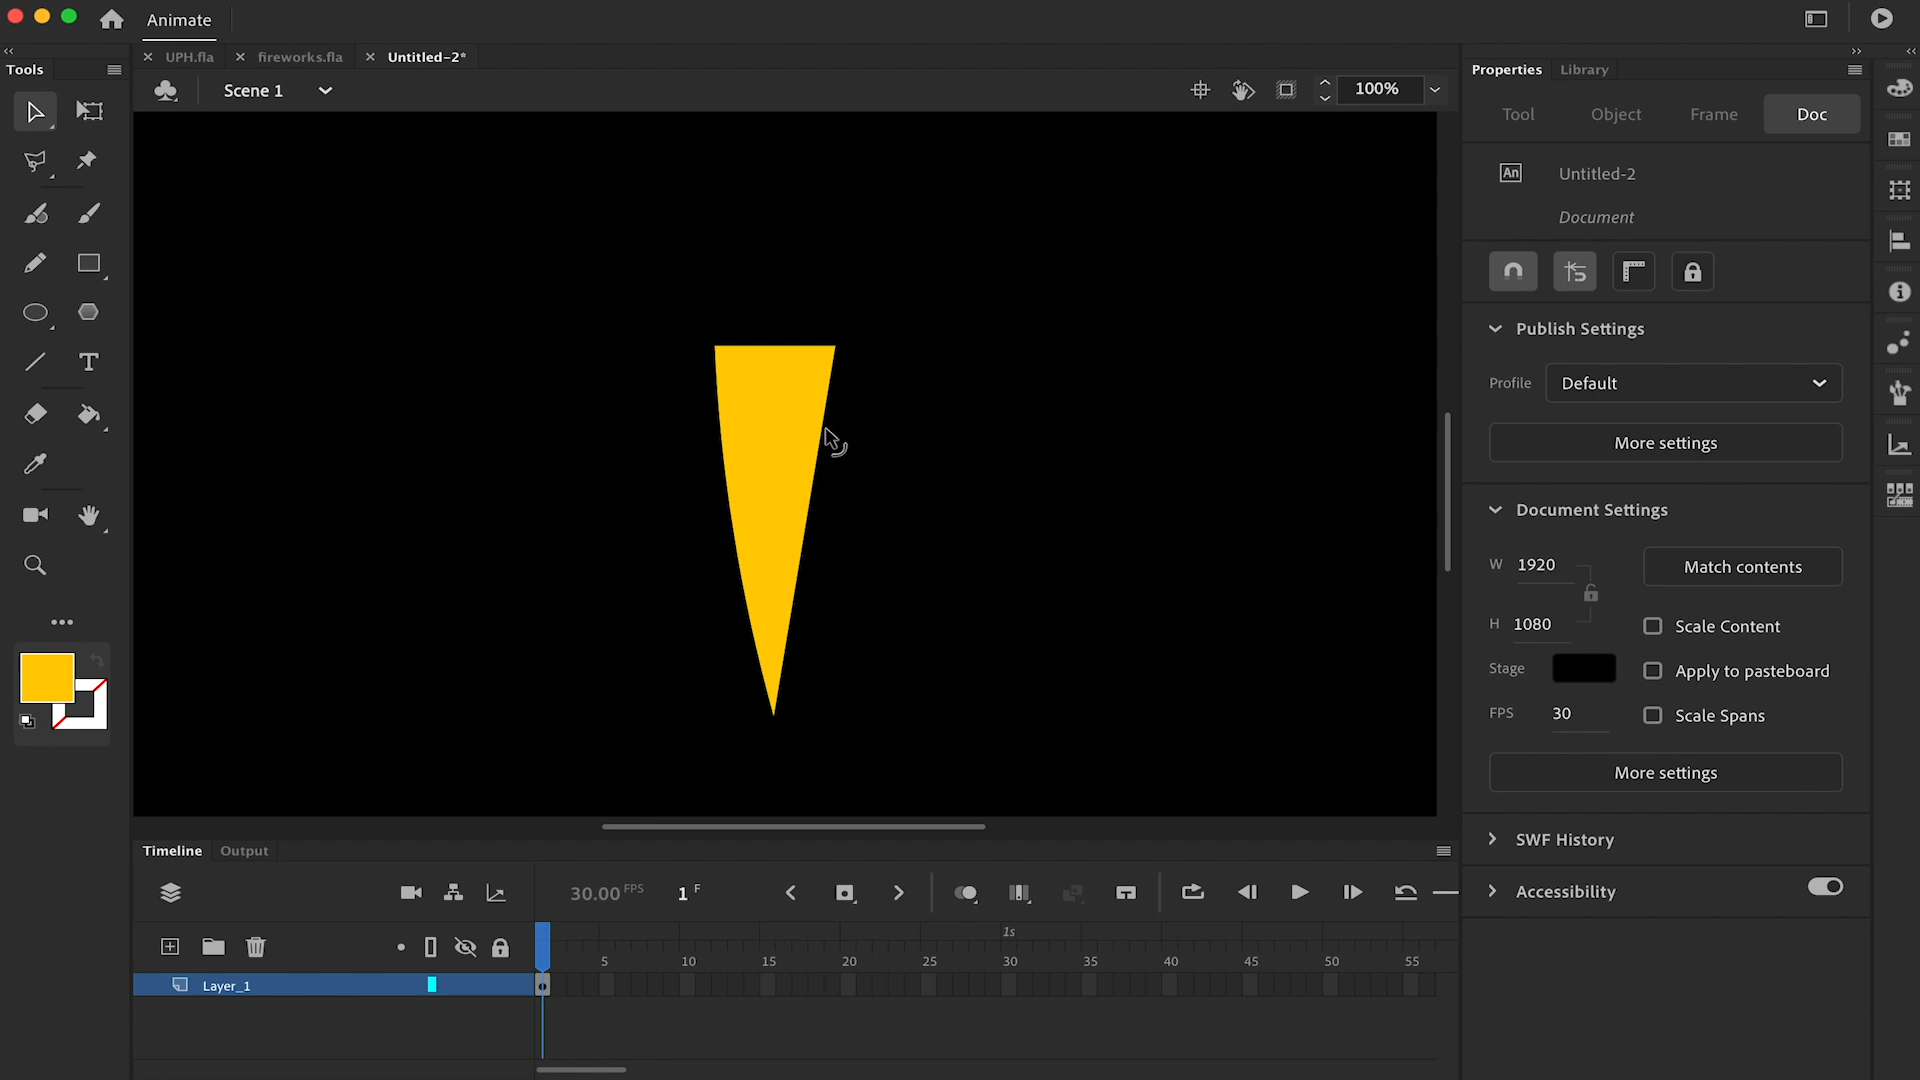 Animate
Tools
UPH.fla
fireworks.fla
Untitled-2*
Scene 1
100%
Properties
Library
Tool
Object
Frame
Doc
An
Untitled-2
Document
Publish Settings
Profile
Default
More settings
Document Settings
W 1920
Match contents
H 1080
Scale Content
Stage
Apply to pasteboard
FPS 30
Scale Spans
More settings
SWF History
Accessibility
T
Timeline
Output
30.00 FPS
1 F
1s
5 10 15 20 25 30 35 40 45 50 55
Layer_1